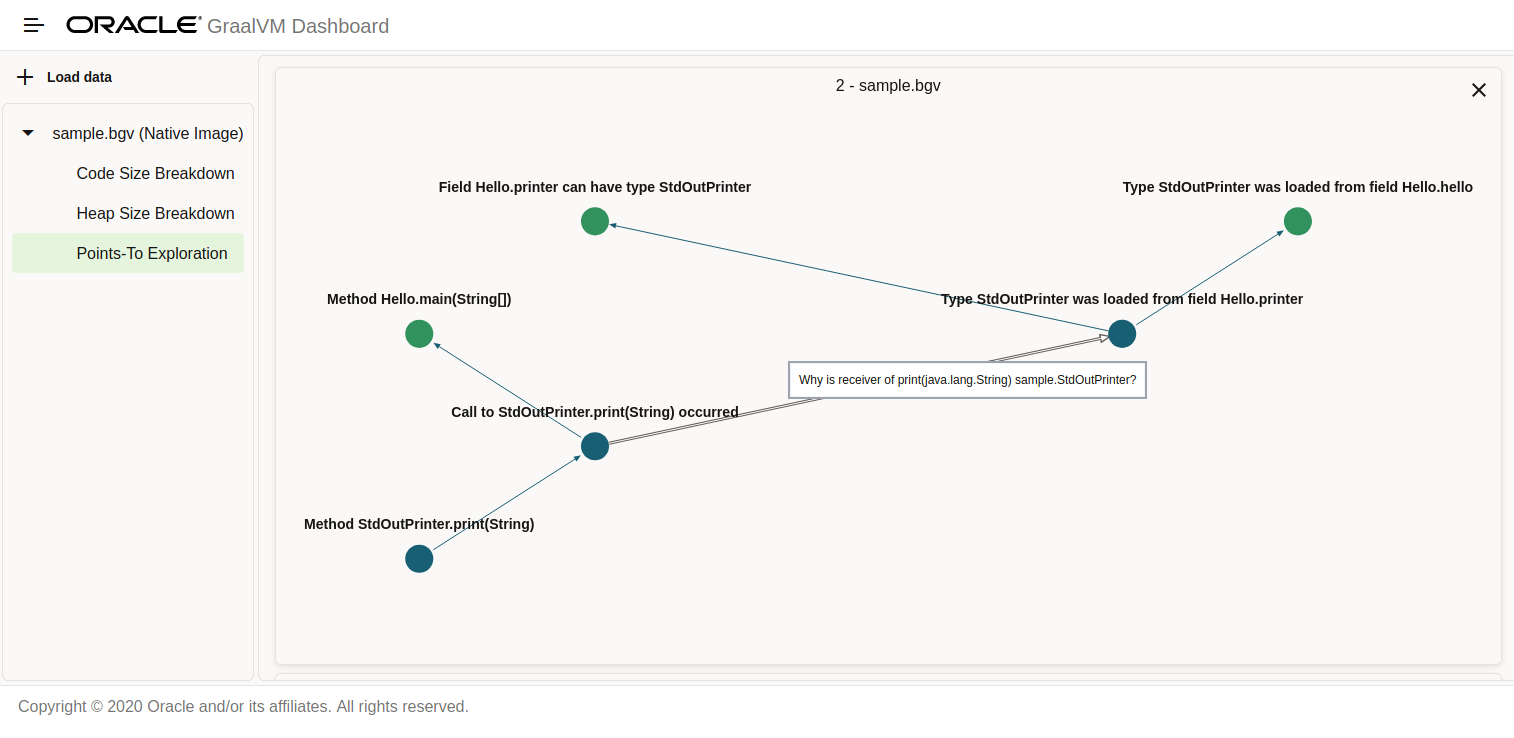 ORACLE® GraalVM Dashboard
Load data
sample.bgv (Native Image)
Code Size Breakdown
Heap Size Breakdown
Points-To Exploration
2 - sample.bgv
Field Hello.printer can have type StdOutPrinter
Type StdOutPrinter was loaded from field Hello.hello
Method Hello.main(String[])
Type StdOutPrinter was loaded from field Hello.printer
Why is receiver of print(java.lang.String) sample.StdOutPrinter?
Call to StdOutPrinter.print(String) occurred
Method StdOutPrinter.print(String)
Copyright © 2020 Oracle and/or its affiliates. All rights reserved.